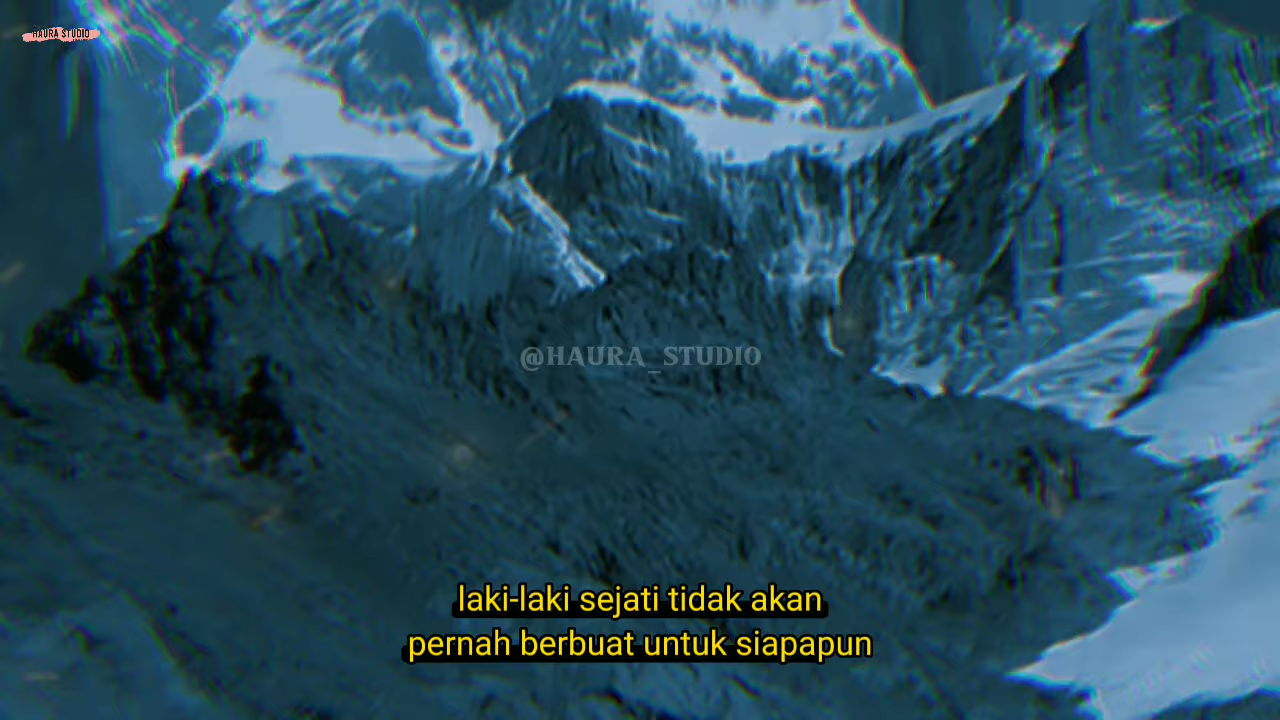 HAURA STUDIO
@HAURA_STUDIO
laki-laki sejati tidak akan
pernah berbuat untuk siapapun